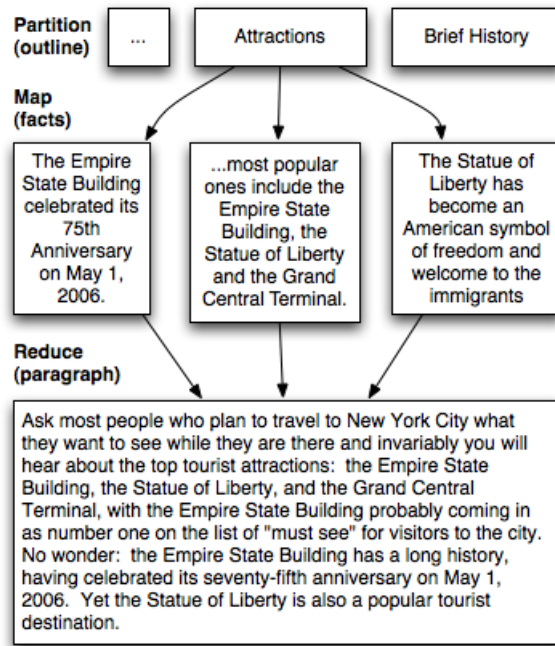 Partition
(outline)
...
Attractions
Brief History
Map
(facts)
The Empire
State Building
celebrated its
75th
Anniversary
on May 1,
2006.
...most popular
ones include the
Empire State
Building, the
Statue of Liberty
and the Grand
Central Terminal.
The Statue of
Liberty has
become an
American symbol
of freedom and
welcome to the
immigrants
Reduce
(paragraph)
Ask most people who plan to travel to New York City what
they want to see while they are there and invariably you will
hear about the top tourist attractions:  the Empire State
Building, the Statue of Liberty, and the Grand Central
Terminal, with the Empire State Building probably coming in
as number one on the list of "must see" for visitors to the city.
No wonder:  the Empire State Building has a long history,
having celebrated its seventy-fifth anniversary on May 1,
2006.  Yet the Statue of Liberty is also a popular tourist
destination.